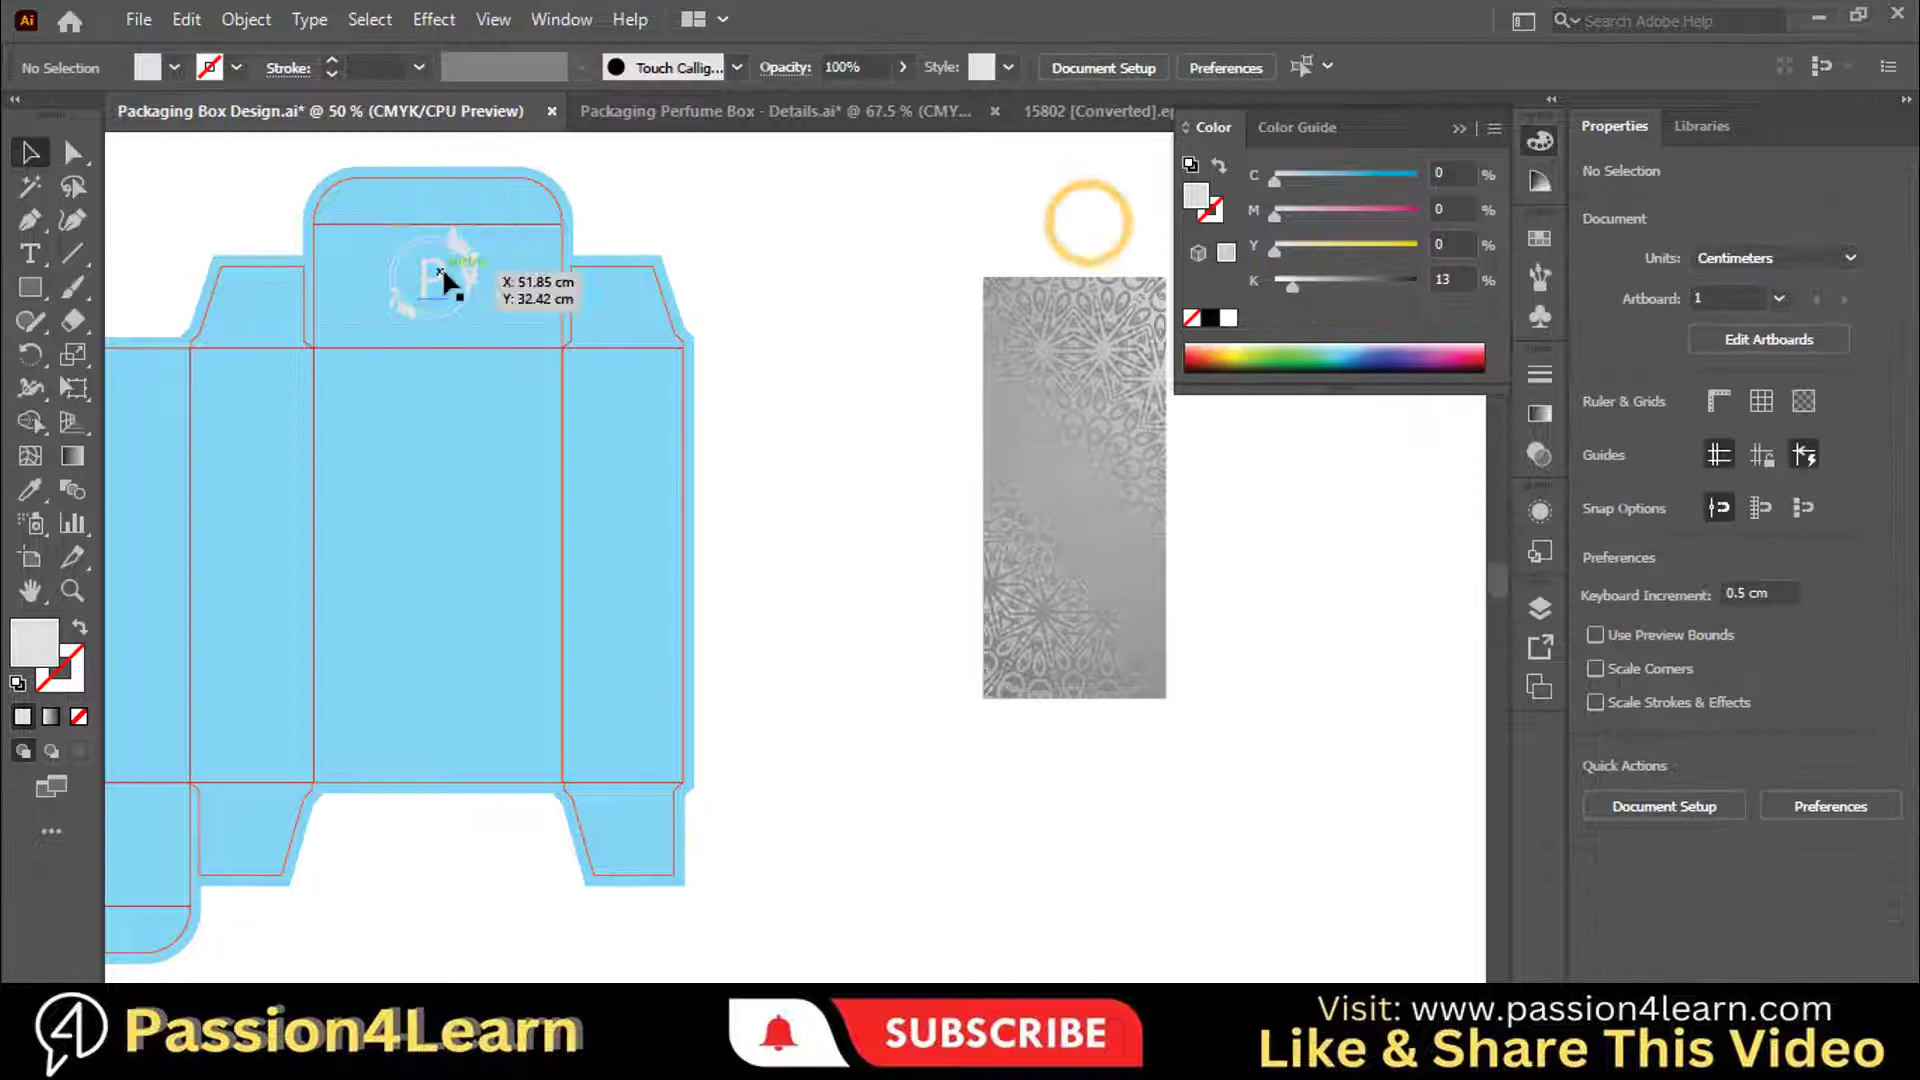 Ai File Edit Object Type Select Effect View Window Help Search Adobe Help
No Selection Stroke: Touch Callig... Opacity: 100% Style: Document Setup Preferences
Packaging Box Design.ai* @ 50 % (CMYK/CPU Preview) × Packaging Perfume Box - Details.ai* @ 67.5 % (CMY... × 15802 [Converted].ep
Color Color Guide
Properties Libraries
C 0 %
M 0 %
Y 0 %
K 13 %
No Selection
Document
Units: Centimeters
Artboard: 1
Edit Artboards
Ruler & Grids
Guides
Snap Options
Preferences
Keyboard Increment: 0.5 cm
Use Preview Bounds
Scale Corners
Scale Strokes & Effects
Quick Actions
Document Setup Preferences
X: 51.85 cm
Y: 32.42 cm
Passion4Learn
SUBSCRIBE
Visit: www.passion4learn.com
Like & Share This Video